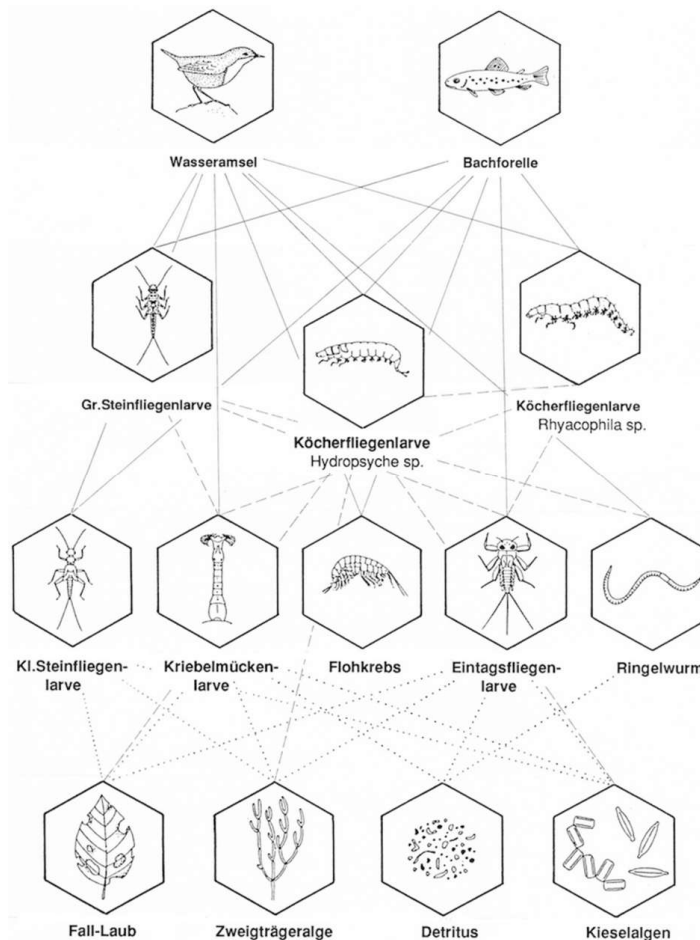 Wasseramsel
Bachforelle
Gr.Steinfliegenlarve
Köcherfliegenlarve
Rhyacophila sp.
Köcherfliegenlarve
Hydropsyche sp.
Kl.Steinfliegen-
larve
Kriebelmücken-
larve
Flohkrebs
Eintagsfliegen-
larve
Ringelwurm
Fall-Laub
Zweigträgeralge
Detritus
Kieselalgen